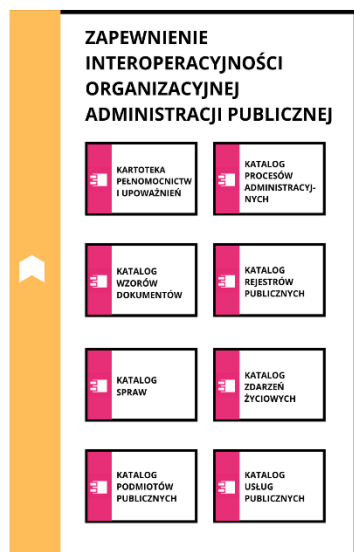 ZAPEWNIENIE
INTEROPERACYJNOŚCI
ORGANIZACYJNEJ
ADMINISTRACJI PUBLICZNEJ
KARTOTEKA
PEŁNOMOCNICTW
I UPOWAŻNIEŃ
KATALOG
PROCESÓW
ADMINISTRACYJ-
NYCH
KATALOG
WZORÓW
DOKUMENTÓW
KATALOG
REJESTRÓW
PUBLICZNYCH
KATALOG
SPRAW
KATALOG
ZDARZEŃ
ŻYCIOWYCH
KATALOG
PODMIOTÓW
PUBLICZNYCH
KATALOG
USŁUG
PUBLICZNYCH